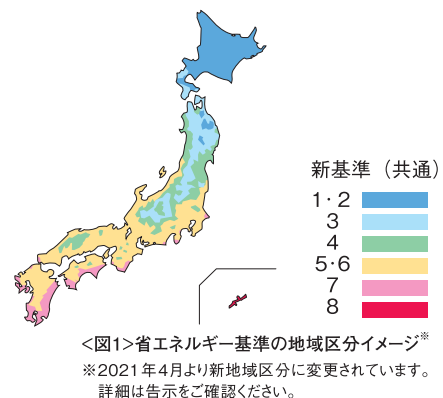 新基準（共通）
1・2
3
4
5・6
7
8
<図1>省エネルギー基準の地域区分イメージ※
※2021年4月より新地域区分に変更されています。
詳細は告示をご確認ください。